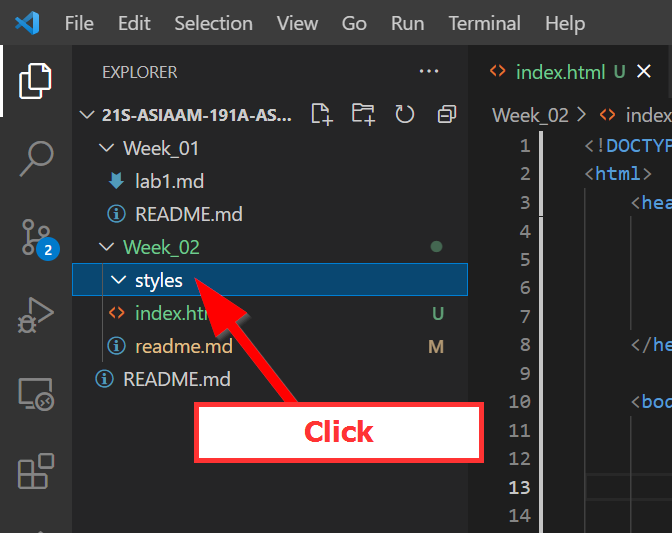 File Edit Selection View Go Run Terminal Help
EXPLORER ...
21S-ASIAAM-191A-AS...
Week_01
lab1.md
README.md
Week_02
styles
index.ht
U
readme.md M
README.md
2
Click
index.html U
Week_02 > <> index
1 <!DOCTYP
2 <html>
3 <hea
4
5
6
7
8 </he
9
10 <bod
11
12
13
14